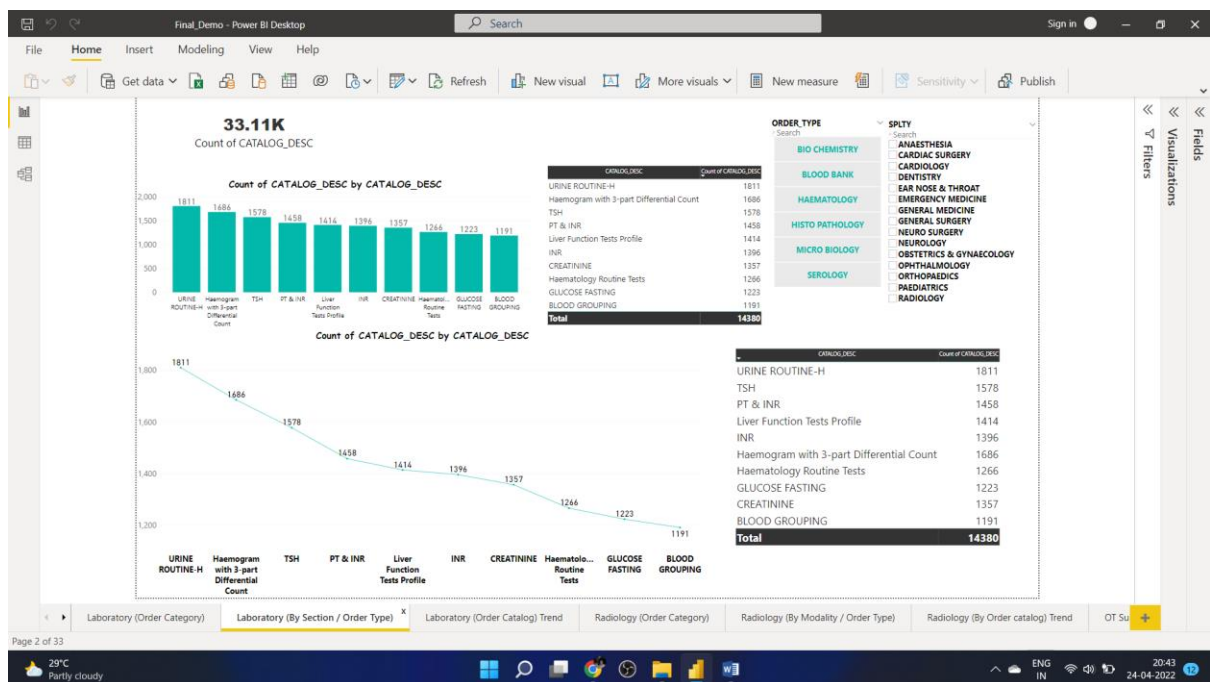 Final_Demo - Power BI Desktop
Search
Sign in
File Home Insert Modeling View Help
Get data
Refresh
New visual
More visuals
New measure
Sensitivity
Publish
33.11K
Count of CATALOG_DESC
Count of CATALOG_DESC by CATALOG_DESC
2,000
1,500
1,000
500
0
1811 1686 1578 1458 1414 1396 1357 1266 1223 1191
URINE ROUTINE-H
Haemogram with 3-part Differential Count
TSH
PT & INR
Liver Function Tests Profile
INR
CREATININE
Haematol... Routine Tests
GLUCOSE FASTING
BLOOD GROUPING
CATALOG_DESC Count of CATALOG_DESC
URINE ROUTINE-H 1811
Haemogram with 3-part Differential Count 1686
TSH 1578
PT & INR 1458
Liver Function Tests Profile 1414
INR 1396
CREATININE 1357
Haematology Routine Tests 1266
GLUCOSE FASTING 1223
BLOOD GROUPING 1191
Total 14380
ORDER_TYPE
Search
BIO CHEMISTRY
BLOOD BANK
HAEMATOLOGY
HISTO PATHOLOGY
MICRO BIOLOGY
SEROLOGY
SPLTY
Search
ANAESTHESIA
CARDIAC SURGERY
CARDIOLOGY
DENTISTRY
EAR NOSE & THROAT
EMERGENCY MEDICINE
GENERAL MEDICINE
GENERAL SURGERY
NEURO SURGERY
NEUROLOGY
OBSTETRICS & GYNAECOLOGY
OPHTHALMOLOGY
ORTHOPAEDICS
PAEDIATRICS
RADIOLOGY
Filters
Visualizations
Fields
Count of CATALOG_DESC by CATALOG_DESC
1,800
1,600
1,400
1,200
1811
1686
1578
1458
1414
1396
1357
1266
1223
1191
URINE ROUTINE-H
Haemogram with 3-part Differential Count
TSH
PT & INR
Liver Function Tests Profile
INR
CREATININE
Haematolo... Routine Tests
GLUCOSE FASTING
BLOOD GROUPING
CATALOG_DESC Count of CATALOG_DESC
URINE ROUTINE-H 1811
TSH 1578
PT & INR 1458
Liver Function Tests Profile 1414
INR 1396
Haemogram with 3-part Differential Count 1686
Haematology Routine Tests 1266
GLUCOSE FASTING 1223
CREATININE 1357
BLOOD GROUPING 1191
Total 14380
Laboratory (Order Category)
Laboratory (By Section / Order Type)
Laboratory (Order Catalog) Trend
Radiology (Order Category)
Radiology (By Modality / Order Type)
Radiology (By Order catalog) Trend
OT Su
Page 2 of 33
29°C
Partly cloudy
ENG
IN
20:43
24-04-2022
12